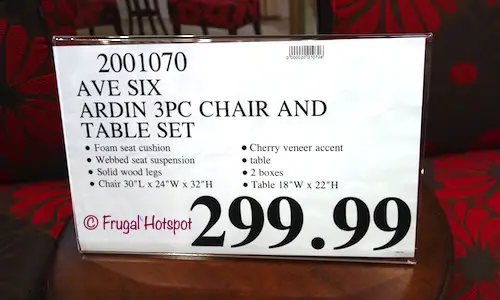 2001070
AVE SIX
ARDIN 3PC CHAIR AND
TABLE SET
• Foam seat cushion
• Webbed seat suspension
• Solid wood legs
• Chair 30"L x 24"W x 32"H
• Cherry veneer accent
• table
• 2 boxes
• Table 18"W x 22"H
© Frugal Hotspot
299.99